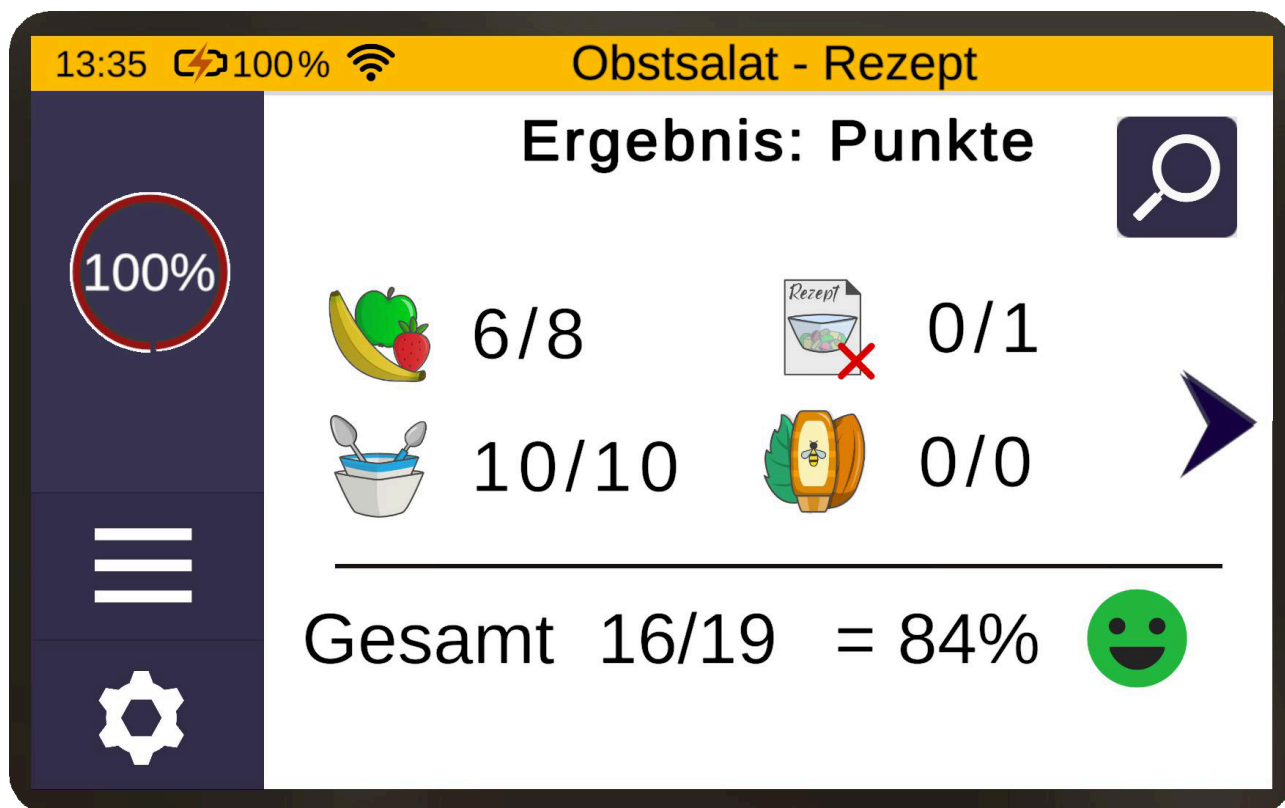 13:35 100% Obstsalat - Rezept
Ergebnis: Punkte
100%
6/8
Rezept
0/1
10/10
0/0
Gesamt 16/19 = 84%